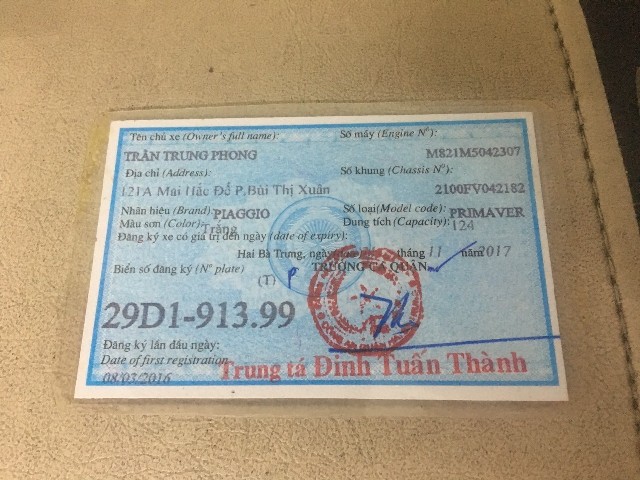 Tên chủ xe (Owner's full name): Số máy (Engine N°):
TRẦN TRUNG PHONG M821M5042307
Địa chỉ (Address): Số khung (Chassis N°):
121A Mai Hắc Đế P.Bùi Thị Xuân 2100FV042182
Nhãn hiệu (Brand): PIAGGIO Số loại(Model code): PRIMAVER
Màu sơn (Color) Trắng Dung tích (Capacity): 124
Đăng ký xe có giá trị đến ngày (date of expiry):
Hai Bà Trưng, ngày tháng 11 năm 2017
Biển số đăng ký (N° plate) TRƯỞNG CA QUẬN
(T)
29D1-913.99
Đăng ký lần đầu ngày:
Date of first registration
08/03/2016
Trung tá Đinh Tuấn Thành